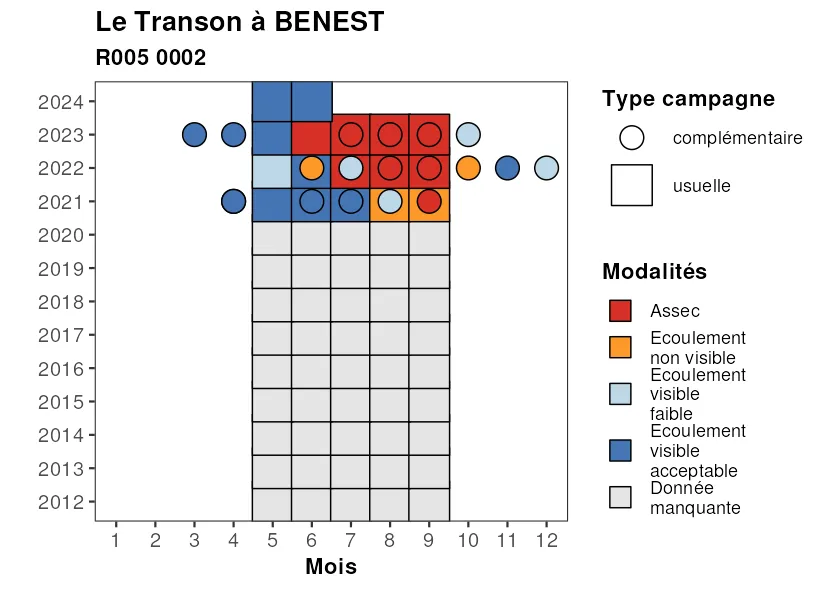 Le Transon à BENEST
R005 0002
2024
2023
2022
2021
2020
2019
2018
2017
2016
2015
2014
2013
2012
1 2 3 4 5 6 7 8 9 10 11 12
Mois
Type campagne
complémentaire
usuelle
Modalités
Assec
Ecoulement
non visible
Ecoulement
visible
faible
Ecoulement
visible
acceptable
Donnée
manquante